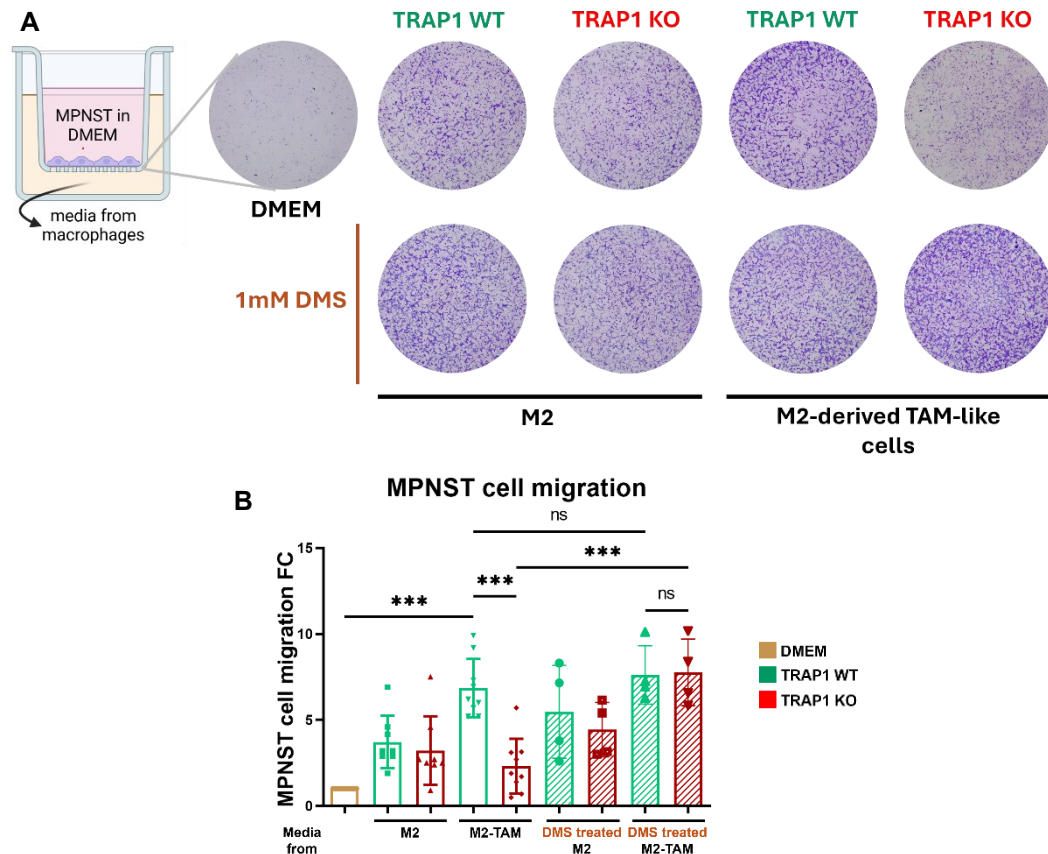 A
TRAP1 WT
TRAP1 KO
TRAP1 WT
TRAP1 KO
MPNST in
DMEM
media from
macrophages
DMEM
1mM DMS
M2
M2-derived TAM-like
cells
B
MPNST cell migration
ns
***
***
***
ns
MPNST cell migration FC
15
10
5
0
DMEM
TRAP1 WT
TRAP1 KO
Media
from
M2
M2-TAM
DMS treated
M2
DMS treated
M2-TAM